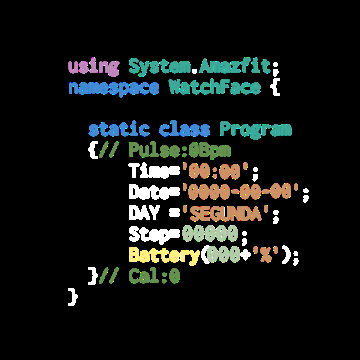 using System.Amazfit;
namespace WatchFace {
static class Program
{// Pulse:0Bpm
Time='00:00';
Date='0000-00-00';
DAY ='SEGUNDA';
Step=00000;
Battery(000+'%');
}// Cal:0
}